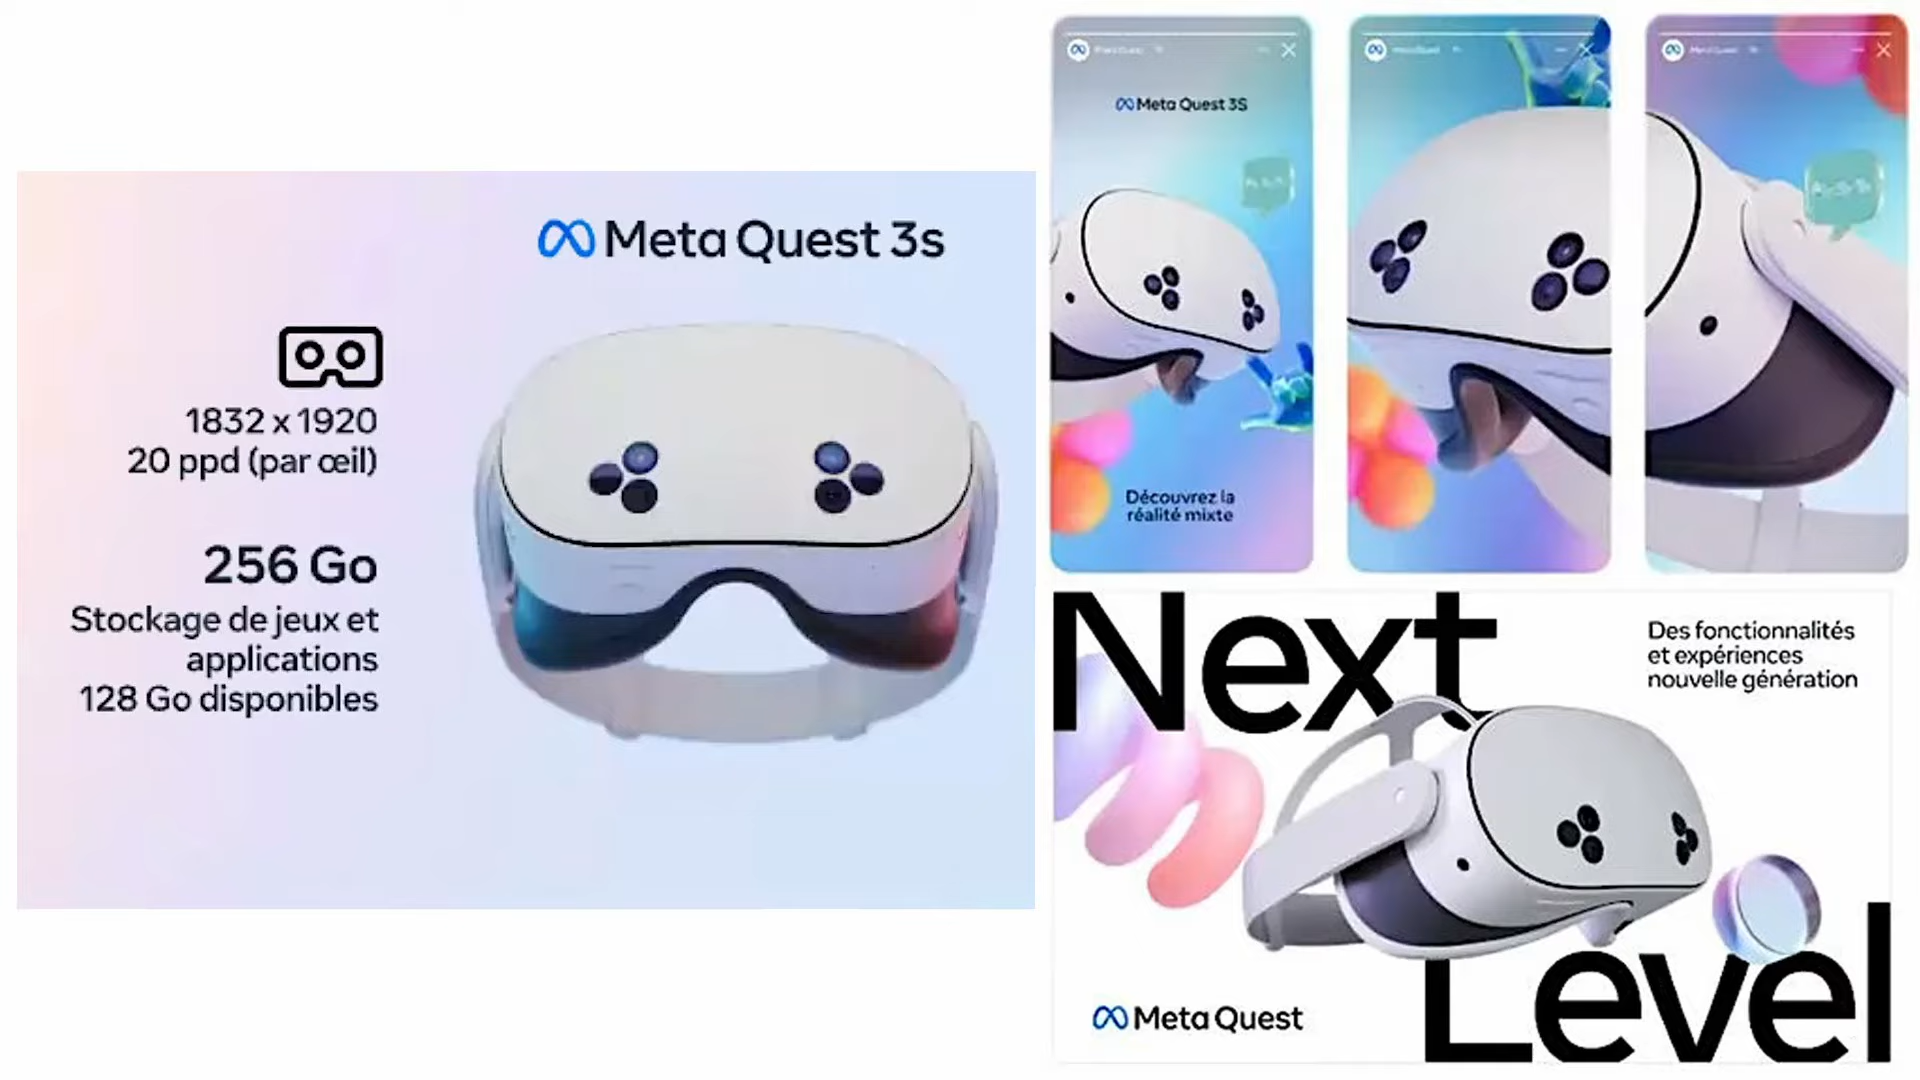 Meta Quest 3s
1832 x 1920
20 ppd (par œil)
256 Go
Stockage de jeux et
applications
128 Go disponibles
Meta Quest 3S
Découvrez la
réalité mixte
Next
Des fonctionnalités
et expériences
nouvelle génération
Level
Meta Quest